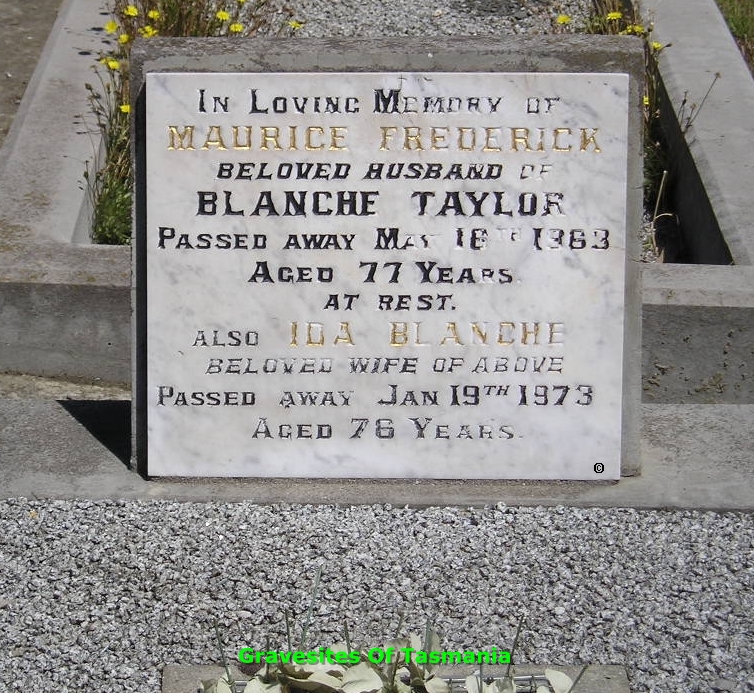 In Loving Memory of
MAURICE FREDERICK
BELOVED HUSBAND OF
BLANCHE TAYLOR
Passed away May 18TH 1963
Aged 77 Years.
AT REST.
ALSO IDA BLANCHE
BELOVED WIFE OF ABOVE
Passed away Jan 19TH 1973
Aged 76 Years.
©
Gravesites Of Tasmania